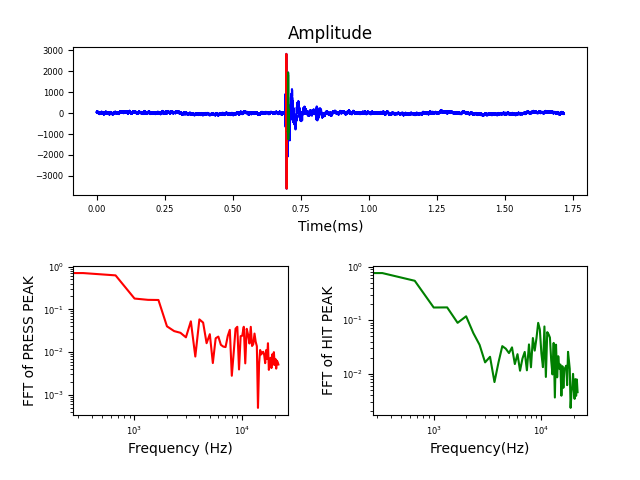 Amplitude
3000
2000
1000
0
−1000
−2000
−3000
0.00 0.25 0.50 0.75 1.00 1.25 1.50 1.75
Time(ms)
FFT of PRESS PEAK
10⁰
10⁻¹
10⁻²
10⁻³
10³ 10⁴
Frequency (Hz)
FFT of HIT PEAK
10⁰
10⁻¹
10⁻²
10³ 10⁴
Frequency(Hz)